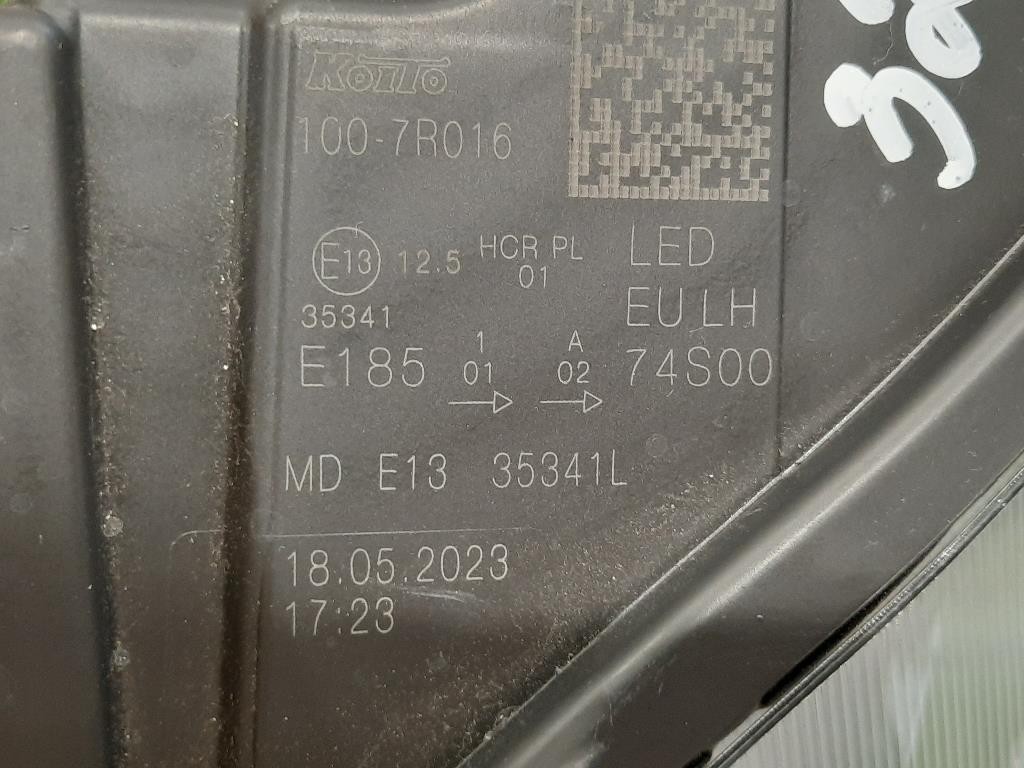 KOITO
100-7R016
E13 12.5 HCR PL LED
01
35341 EU LH
1 A
E185 01 02 74S00
MD E13 35341L
18.05.2023
17:23